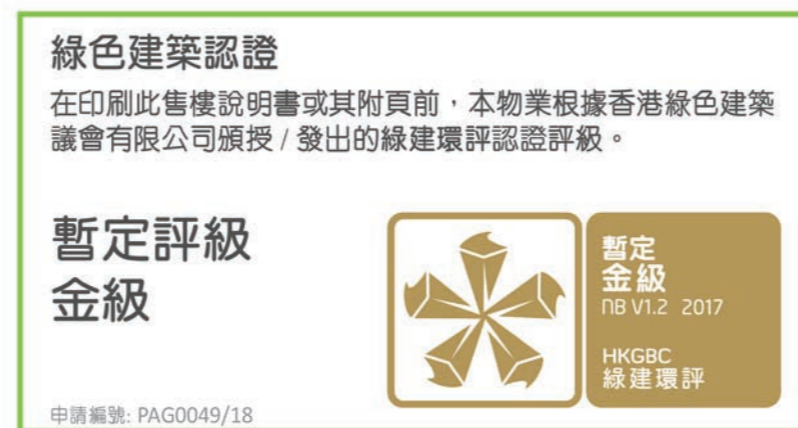 綠色建築認證
在印刷此售樓說明書或其附頁前，本物業根據香港綠色建築
議會有限公司頒授 / 發出的綠建環評認證評級。
暫定評級
金級
暫定
金級
NB V1.2 2017
HKGBC
綠建環評
申請編號: PAG0049/18